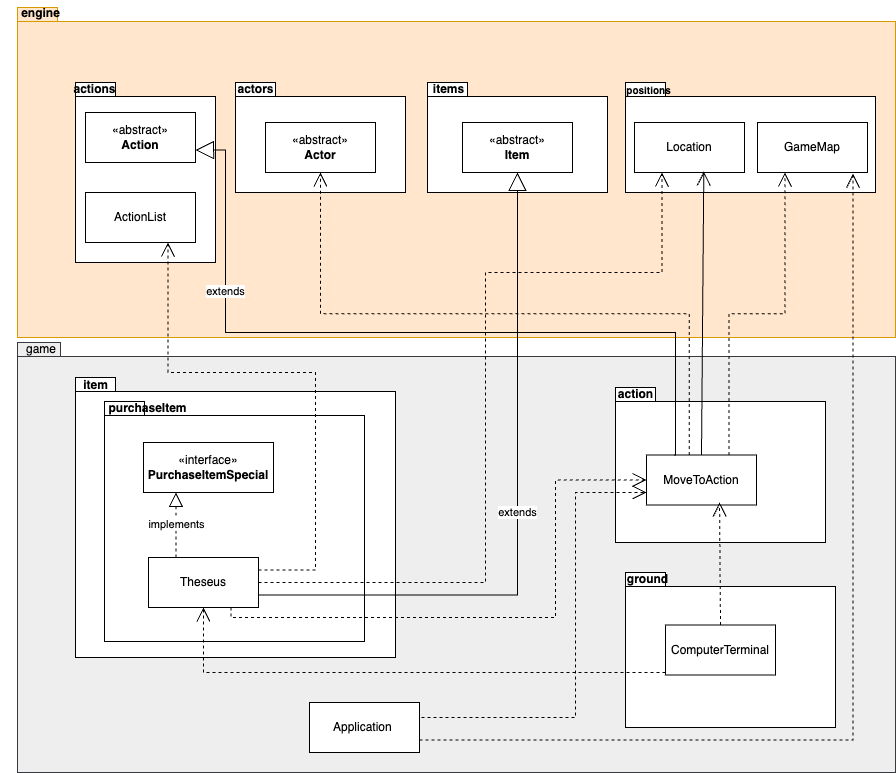 engine
actions
actors
items
positions
«abstract»
Action
«abstract»
Actor
«abstract»
Item
Location
GameMap
ActionList
extends
game
item
action
purchaseItem
«interface»
PurchaseItemSpecial
MoveToAction
extends
implements
Theseus
ground
ComputerTerminal
Application